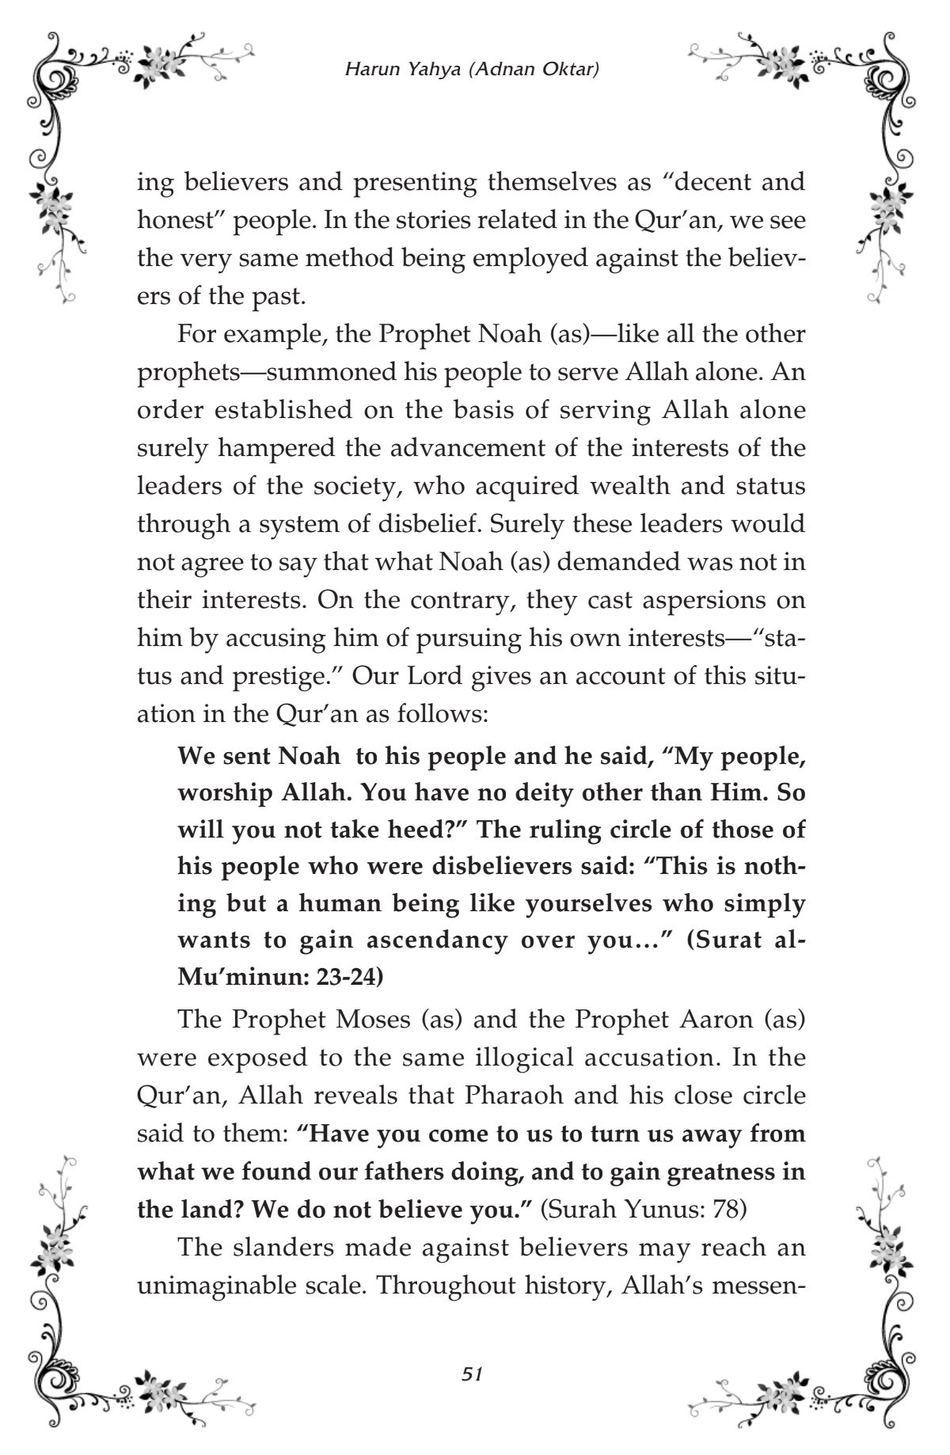 Harun Yahya (Adnan Oktar)
ing believers and presenting themselves as “decent and
honest” people. In the stories related in the Qur’an, we see
the very same method being employed against the believ-
ers of the past.
For example, the Prophet Noah (as)—like all the other
prophets—summoned his people to serve Allah alone. An
order established on the basis of serving Allah alone
surely hampered the advancement of the interests of the
leaders of the society, who acquired wealth and status
through a system of disbelief. Surely these leaders would
not agree to say that what Noah (as) demanded was not in
their interests. On the contrary, they cast aspersions on
him by accusing him of pursuing his own interests—“sta-
tus and prestige.” Our Lord gives an account of this situ-
ation in the Qur’an as follows:
We sent Noah  to his people and he said, “My people,
worship Allah. You have no deity other than Him. So
will you not take heed?” The ruling circle of those of
his people who were disbelievers said: “This is noth-
ing but a human being like yourselves who simply
wants to gain ascendancy over you…” (Surat al-
Mu’minun: 23-24)
The Prophet Moses (as) and the Prophet Aaron (as)
were exposed to the same illogical accusation. In the
Qur’an, Allah reveals that Pharaoh and his close circle
said to them: “Have you come to us to turn us away from
what we found our fathers doing, and to gain greatness in
the land? We do not believe you.” (Surah Yunus: 78)
The slanders made against believers may reach an
unimaginable scale. Throughout history, Allah’s messen-
51